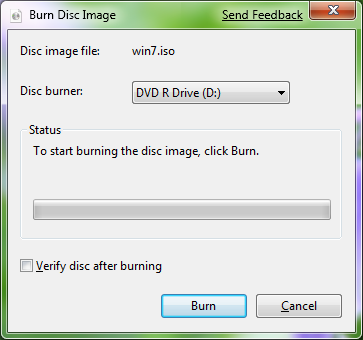 Burn Disc Image Send Feedback
Disc image file: win7.iso
Disc burner: DVD R Drive (D:)
Status
To start burning the disc image, click Burn.
Verify disc after burning
Burn Cancel